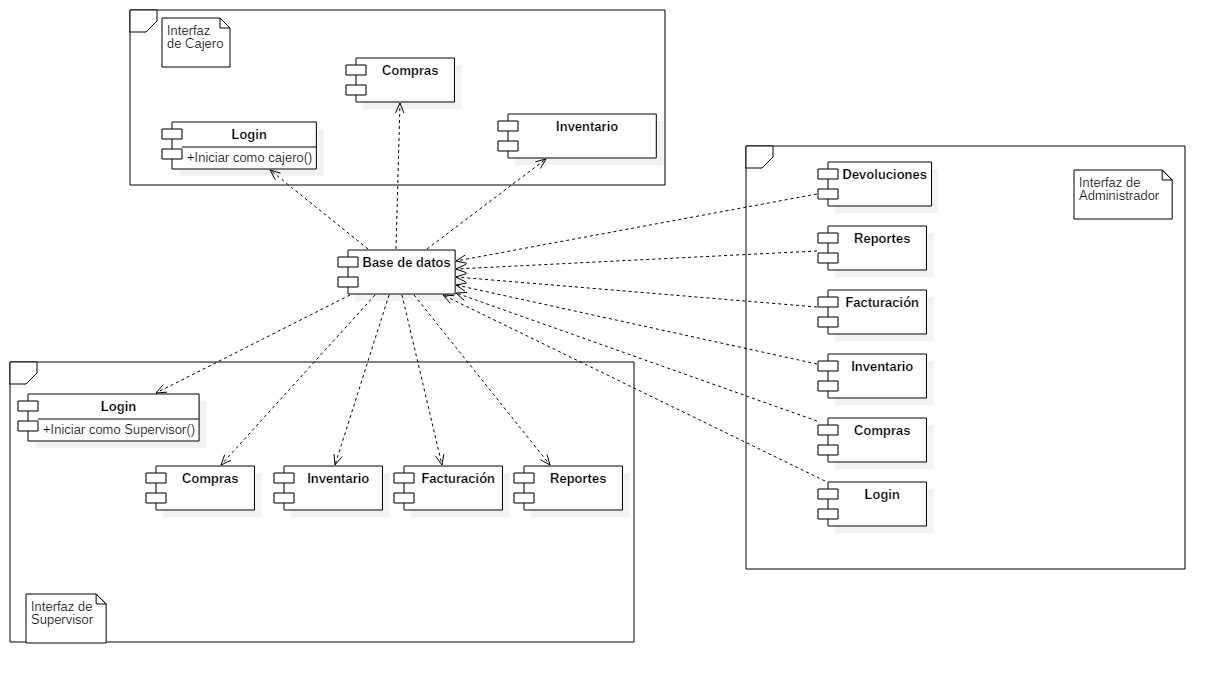 Interfaz
de Cajero
Compras
Login
+Iniciar como cajero()
Inventario
Base de datos
Devoluciones
Interfaz de
Administrador
Reportes
Facturación
Inventario
Compras
Login
Login
+Iniciar como Supervisor()
Compras
Inventario
Facturación
Reportes
Interfaz de
Supervisor